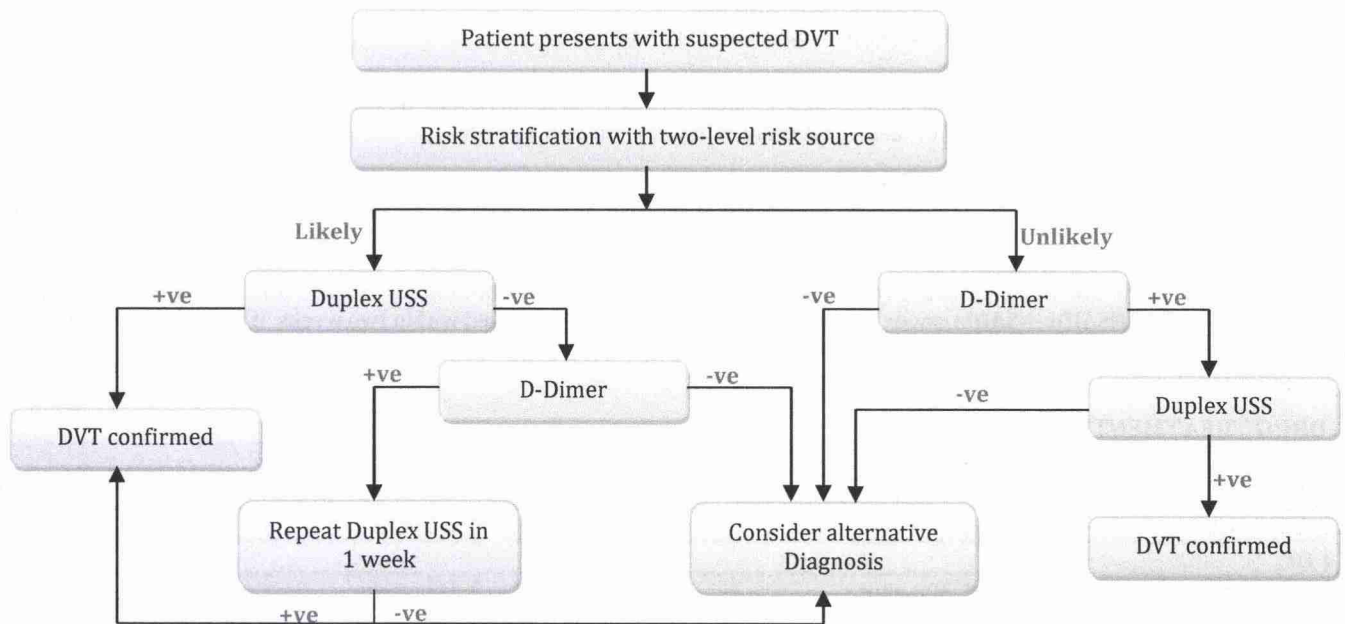 Patient presents with suspected DVT
Risk stratification with two-level risk source
Likely
Unlikely
+ve
Duplex USS
-ve
-ve
D-Dimer
+ve
+ve
D-Dimer
-ve
-ve
Duplex USS
DVT confirmed
+ve
Repeat Duplex USS in
1 week
Consider alternative
Diagnosis
DVT confirmed
+ve
-ve